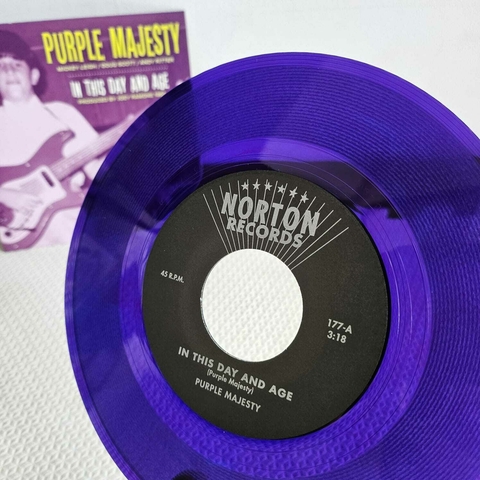 PURPLE MAJESTY
IN THIS DAY AND AGE
NORTON
RECORDS
45 R.P.M.
177-A
3:18
IN THIS DAY AND AGE
(Purple Majesty)
PURPLE MAJESTY